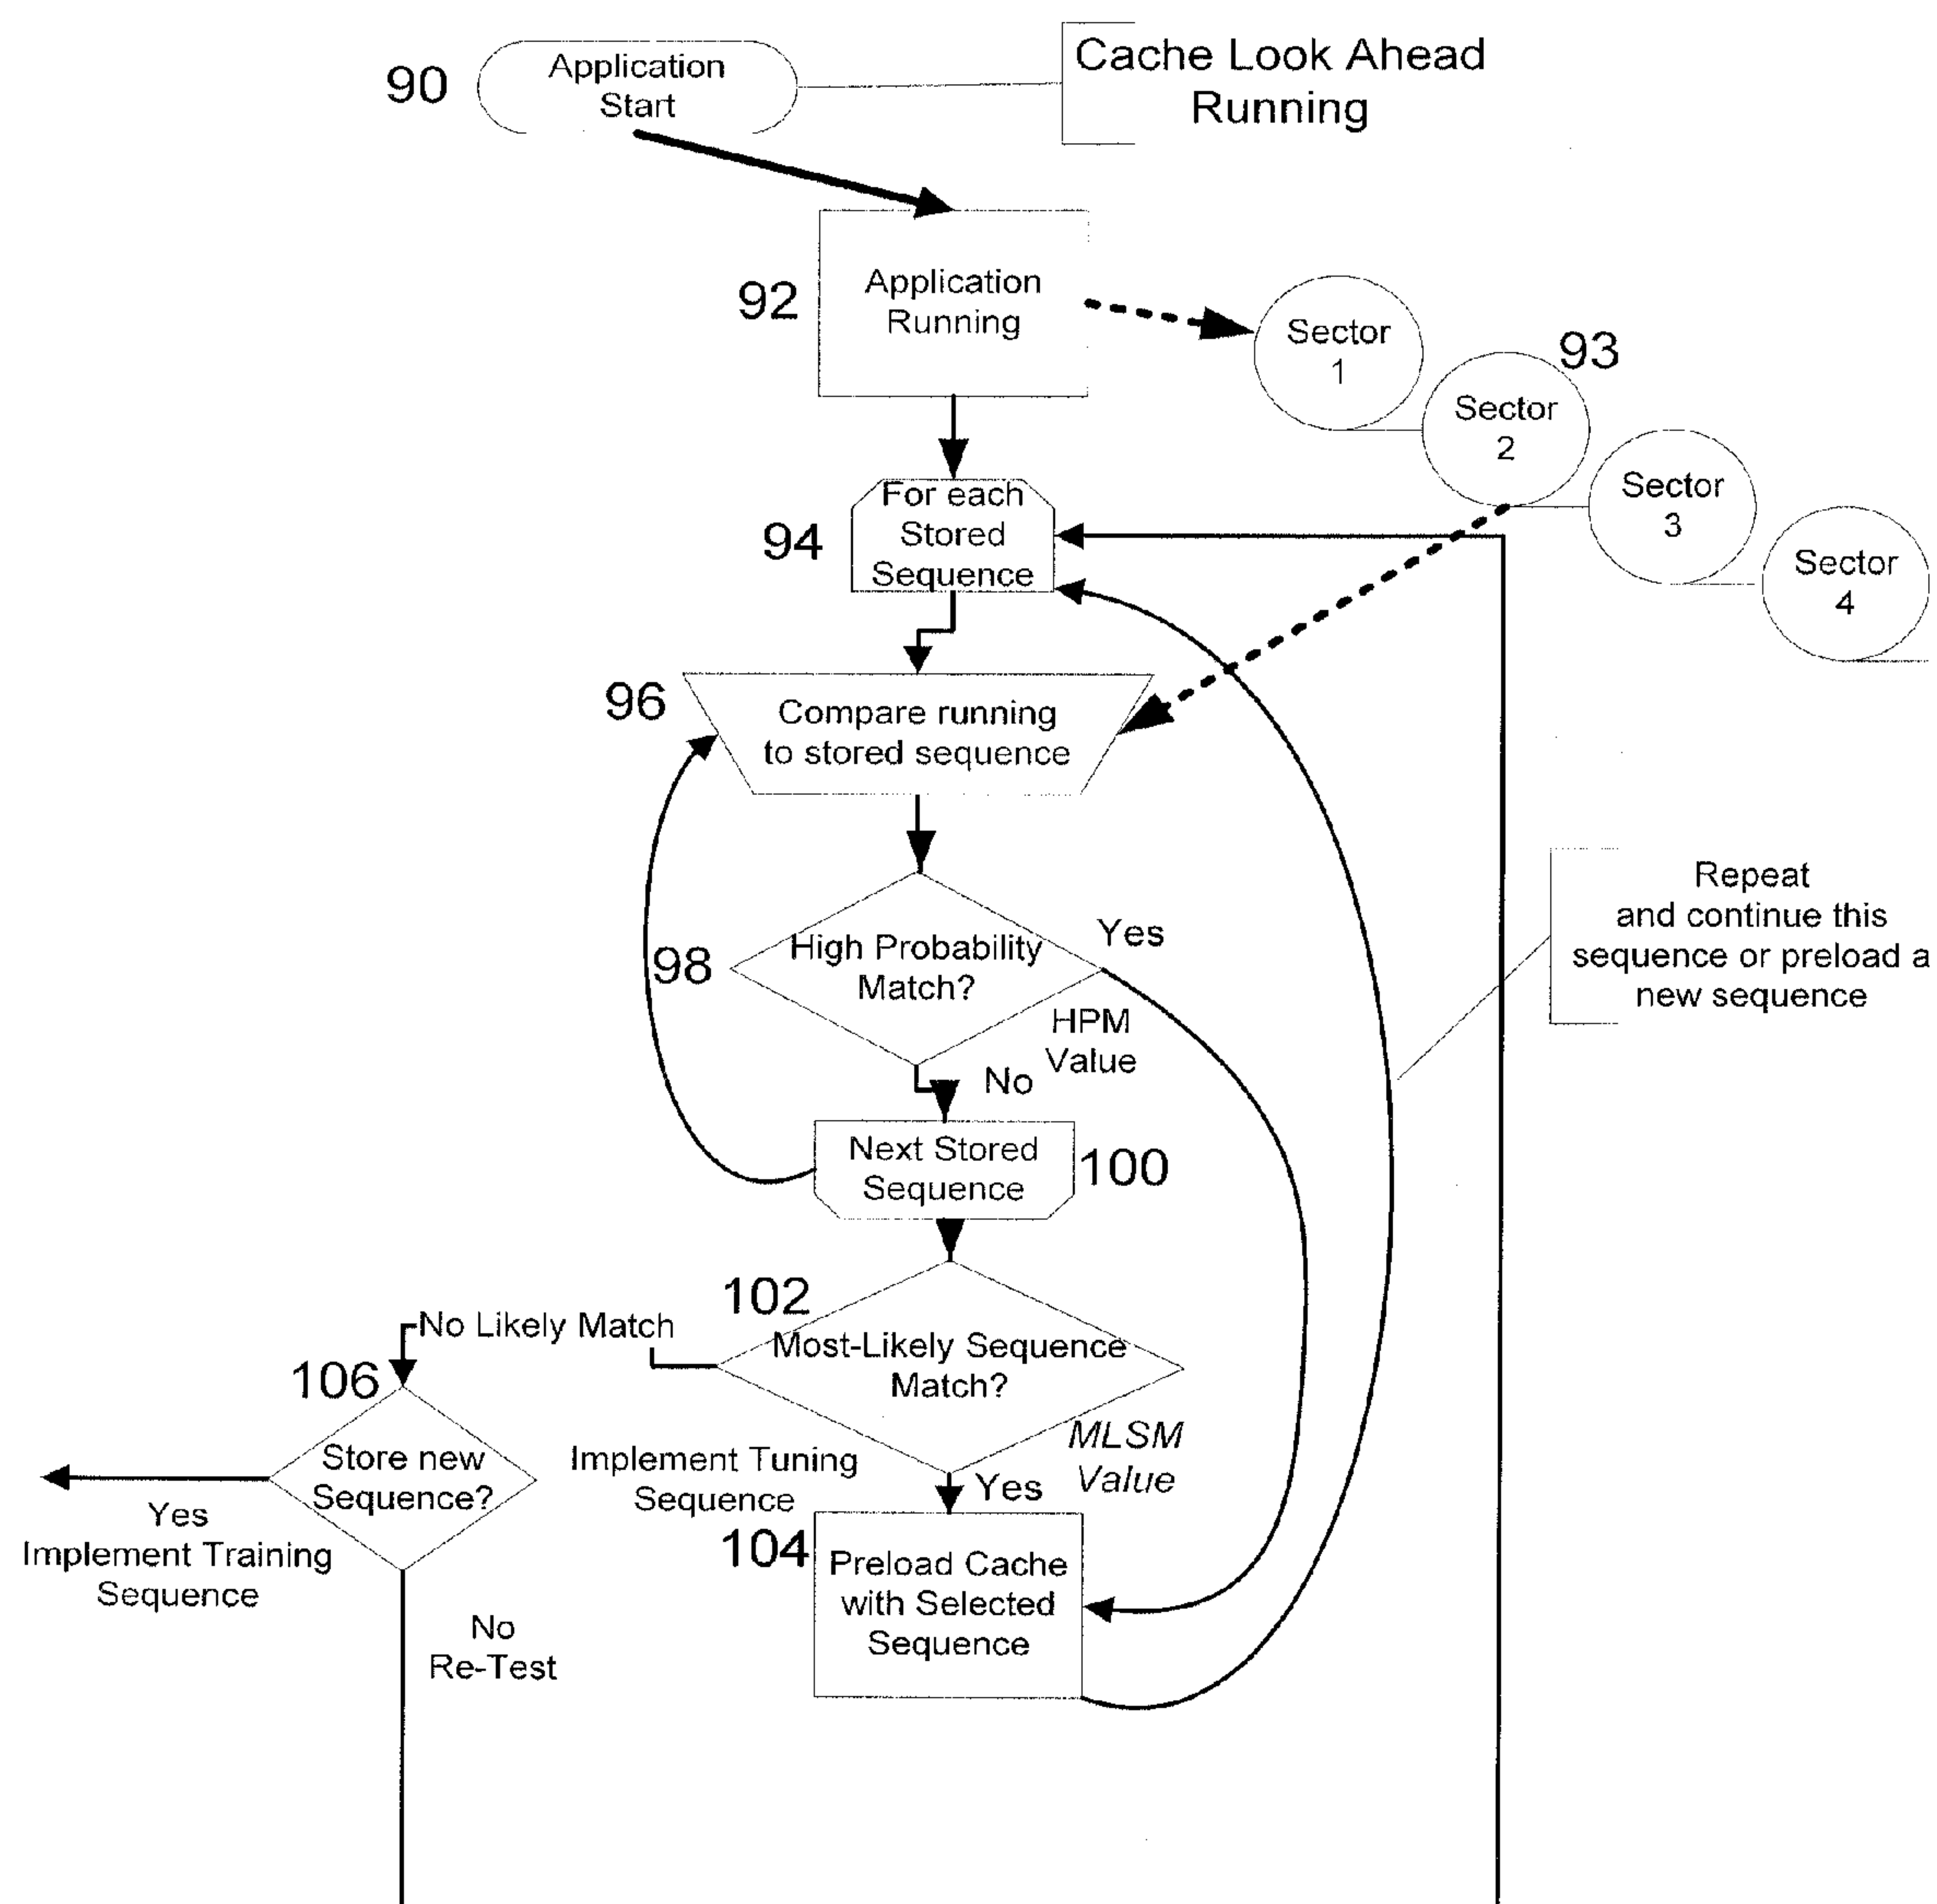 90
Application
Start
Cache Look Ahead
Running
92
Application
Running
Sector
1
93
Sector
2
Sector
3
Sector
4
94
For each
Stored
Sequence
96
Compare running
to stored sequence
98
High Probability
Match?
Yes
HPM
Value
No
Repeat
and continue this
sequence or preload a
new sequence
Next Stored
Sequence
100
102
Most-Likely Sequence
Match?
No Likely Match
MLSM
Value
106
Store new
Sequence?
Yes
Implement Training
Sequence
No
Re-Test
Implement Tuning
Sequence
Yes
104
Preload Cache
with Selected
Sequence